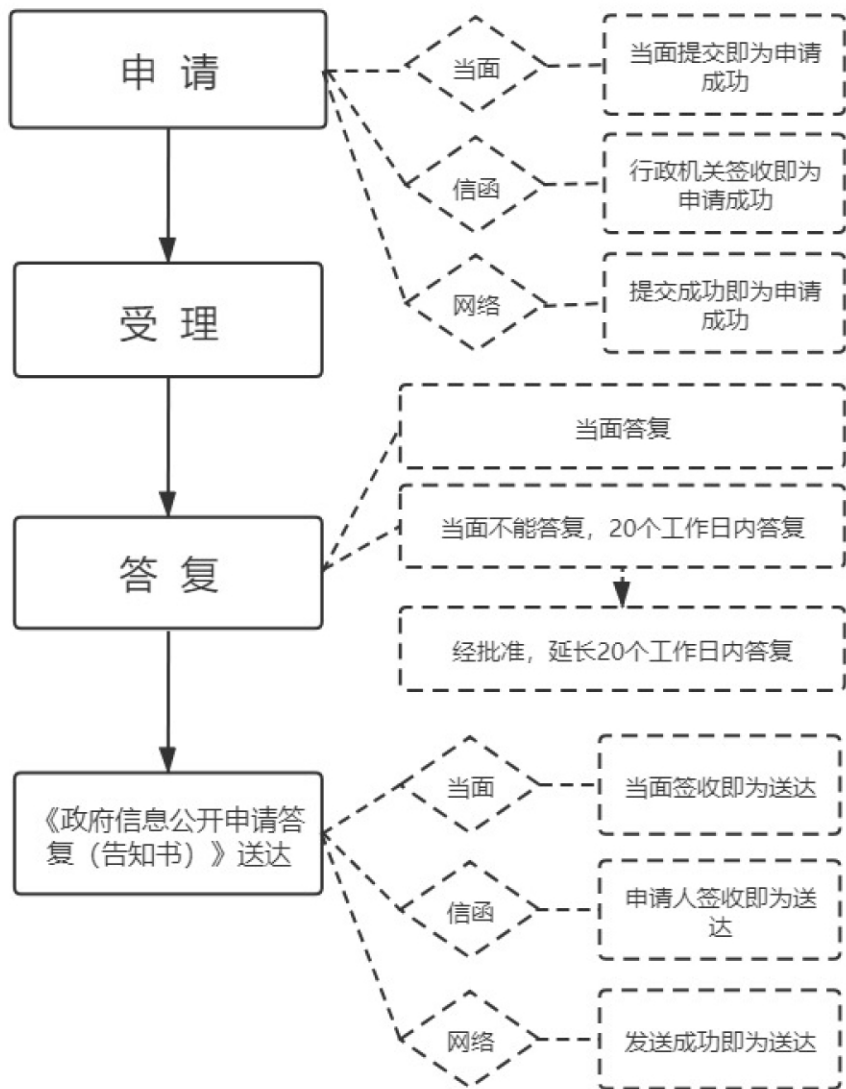 申 请
当面
当面提交即为申请
成功
信函
行政机关签收即为
申请成功
网络
提交成功即为申请
成功
受 理
当面答复
答 复
当面不能答复，20个工作日内答复
经批准，延长20个工作日内答复
《政府信息公开申请答
复（告知书）》送达
当面
当面签收即为送达
信函
申请人签收即为送
达
网络
发送成功即为送达